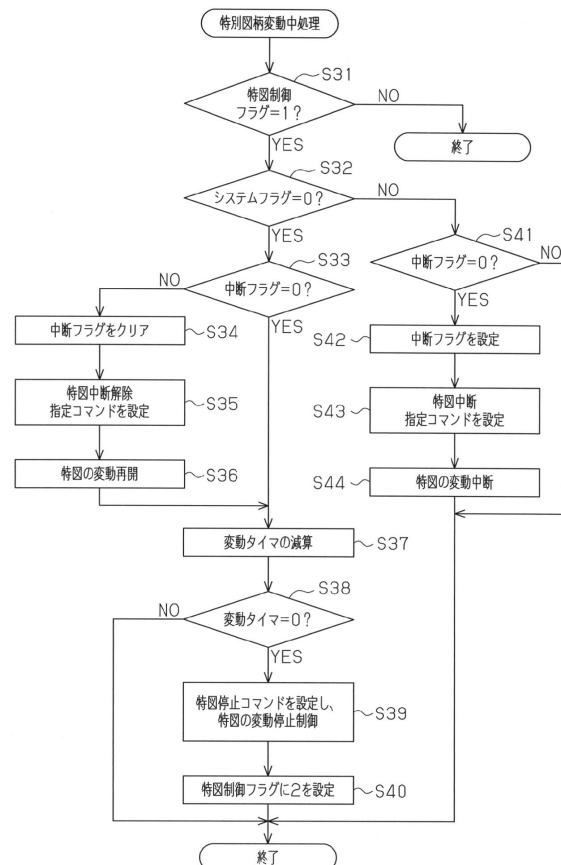 特別図柄変動中処理
S31
特図制御
フラグ=1?
NO
YES
終了
S32
システムフラグ=0?
NO
YES
S33
中断フラグ=0?
NO
YES
S41
中断フラグ=0?
NO
YES
中断フラグをクリア
S34
S42
中断フラグを設定
特図中断解除
指定コマンドを設定
S35
S43
特図中断
指定コマンドを設定
特図の変動再開
S36
S44
特図の変動中断
変動タイマの減算
S37
S38
変動タイマ=0?
NO
YES
特図停止コマンドを設定し、
特図の変動停止制御
S39
特図制御フラグに2を設定
S40
終了